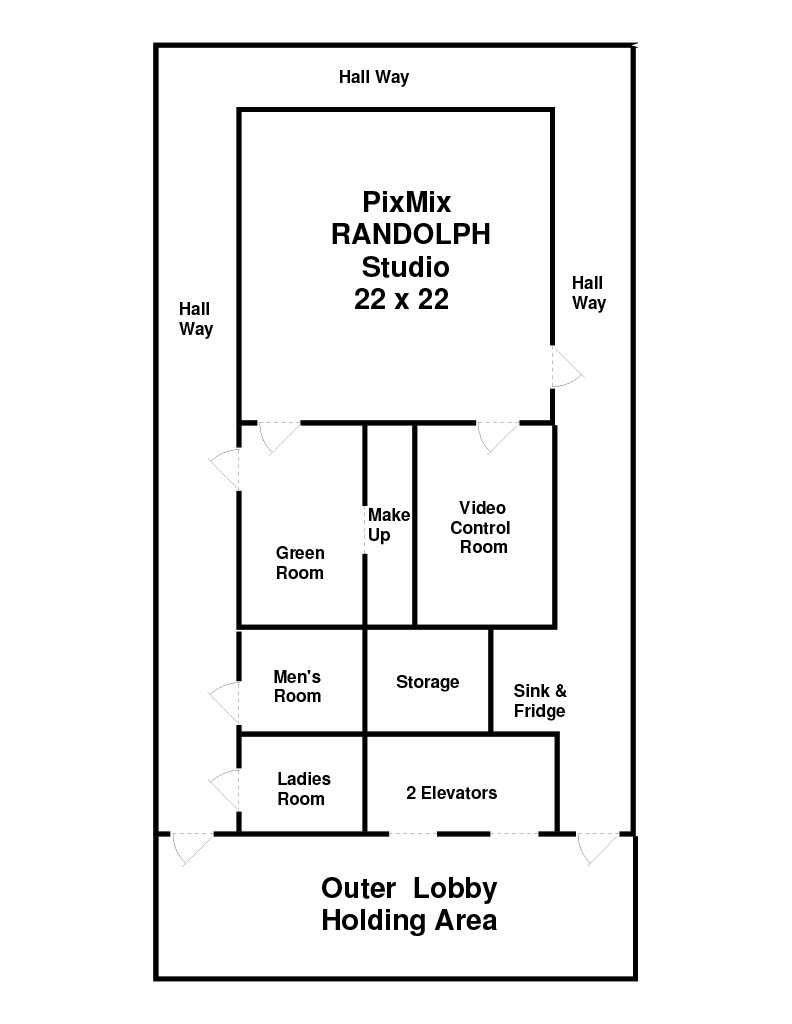 Hall Way
PixMix
RANDOLPH
Studio
22 x 22
Hall
Way
Hall
Way
Make
Up
Video
Control
Room
Green
Room
Men's
Room
Storage
Sink &
Fridge
Ladies
Room
2 Elevators
Outer Lobby
Holding Area